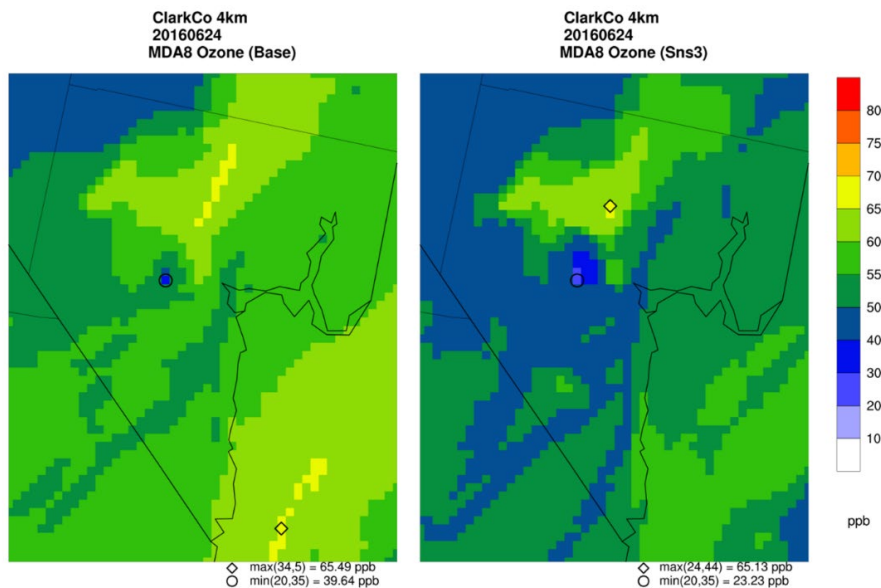 ClarkCo 4km
20160624
MDA8 Ozone (Base)
max(34,5) = 65.49 ppb
min(20,35) = 39.64 ppb
ClarkCo 4km
20160624
MDA8 Ozone (Sns3)
max(24,44) = 65.13 ppb
min(20,35) = 23.23 ppb
80
75
70
65
60
55
50
40
30
20
10
ppb